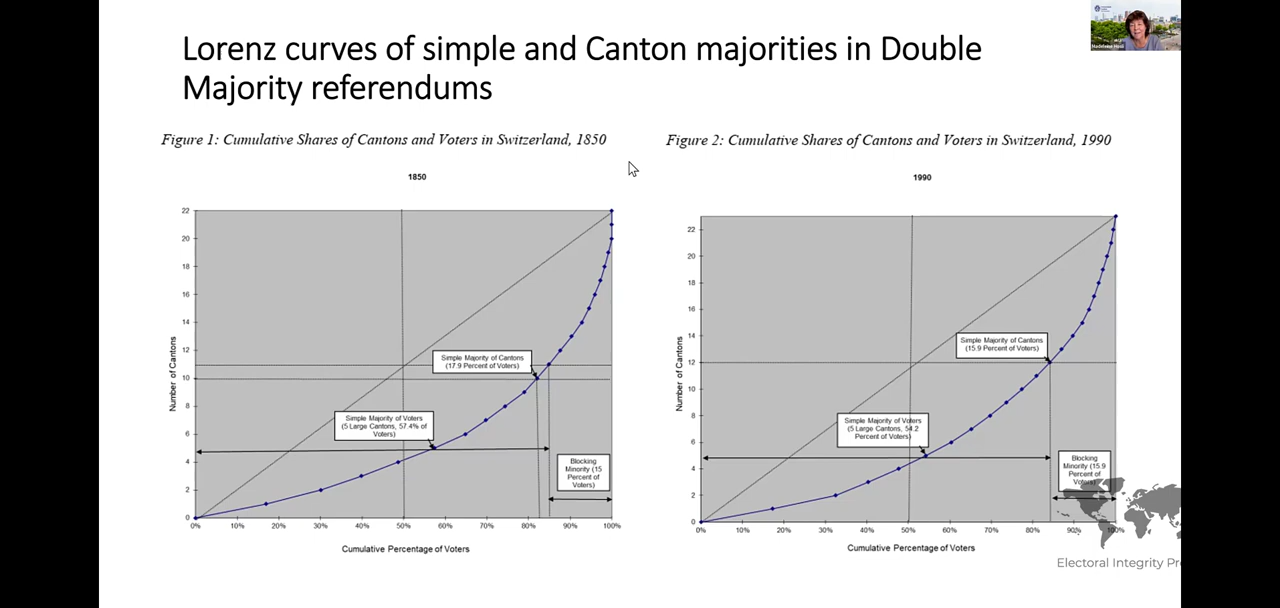 Lorenz curves of simple and Canton majorities in Double
Majority referendums
Figure 1: Cumulative Shares of Cantons and Voters in Switzerland, 1850
1850
Number of Cantons
22
20
18
16
14
12
10
8
6
4
2
0
Simple Majority of Cantons
(17.9 Percent of Voters)
Simple Majority of Voters
(5 Large Cantons, 57.4% of
Voters)
Blocking
Minority (15
Percent of
Voters)
0% 10% 20% 30% 40% 50% 60% 70% 80% 90% 100%
Cumulative Percentage of Voters
Figure 2: Cumulative Shares of Cantons and Voters in Switzerland, 1990
1990
Number of Cantons
22
20
18
16
14
12
10
8
6
4
2
0
Simple Majority of Cantons
(15.9 Percent of Voters)
Simple Majority of Voters
(5 Large Cantons, 54.2
Percent of Voters)
Blocking
Minority (15.9
Percent of
Voters)
0% 10% 20% 30% 40% 50% 60% 70% 80% 90% 100%
Cumulative Percentage of Voters
Electoral Integrity Pr